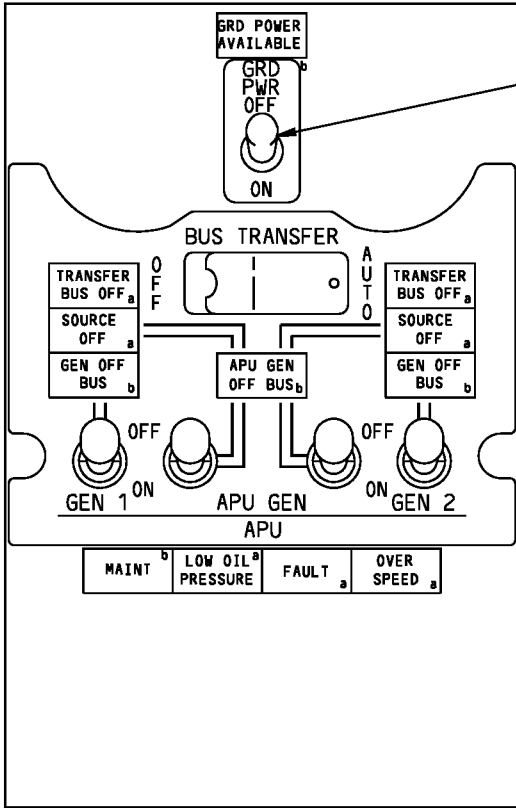 GRD POWER
AVAILABLE b
GRD
PWR
OFF
ON
BUS TRANSFER
OFF
AUTO
TRANSFER
BUS OFF a
SOURCE
OFF a
GEN OFF
BUS b
APU GEN
OFF BUS b
TRANSFER
BUS OFF a
SOURCE
OFF a
GEN OFF
BUS b
OFF
OFF
ON
ON
GEN 1
APU GEN
GEN 2
APU
MAINT b
LOW OIL a
PRESSURE
FAULT a
OVER
SPEED a